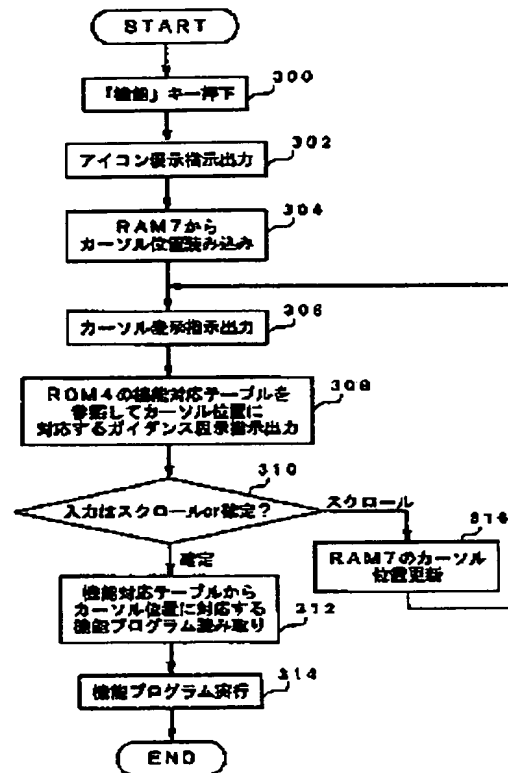 START
300
「機能」キー押下
302
アイコン表示指示出力
304
RAM7から
カーソル位置読み込み
306
カーソル表示指示出力
308
ROM4の機能対応テーブルを
参照してカーソル位置に
対応するガイダンス表示指示出力
310
入力はスクロールor確定？
スクロール
316
RAM7のカーソル
位置更新
確定
312
機能対応テーブルから
カーソル位置に対応する
機能プログラム読み取り
314
機能プログラム実行
END